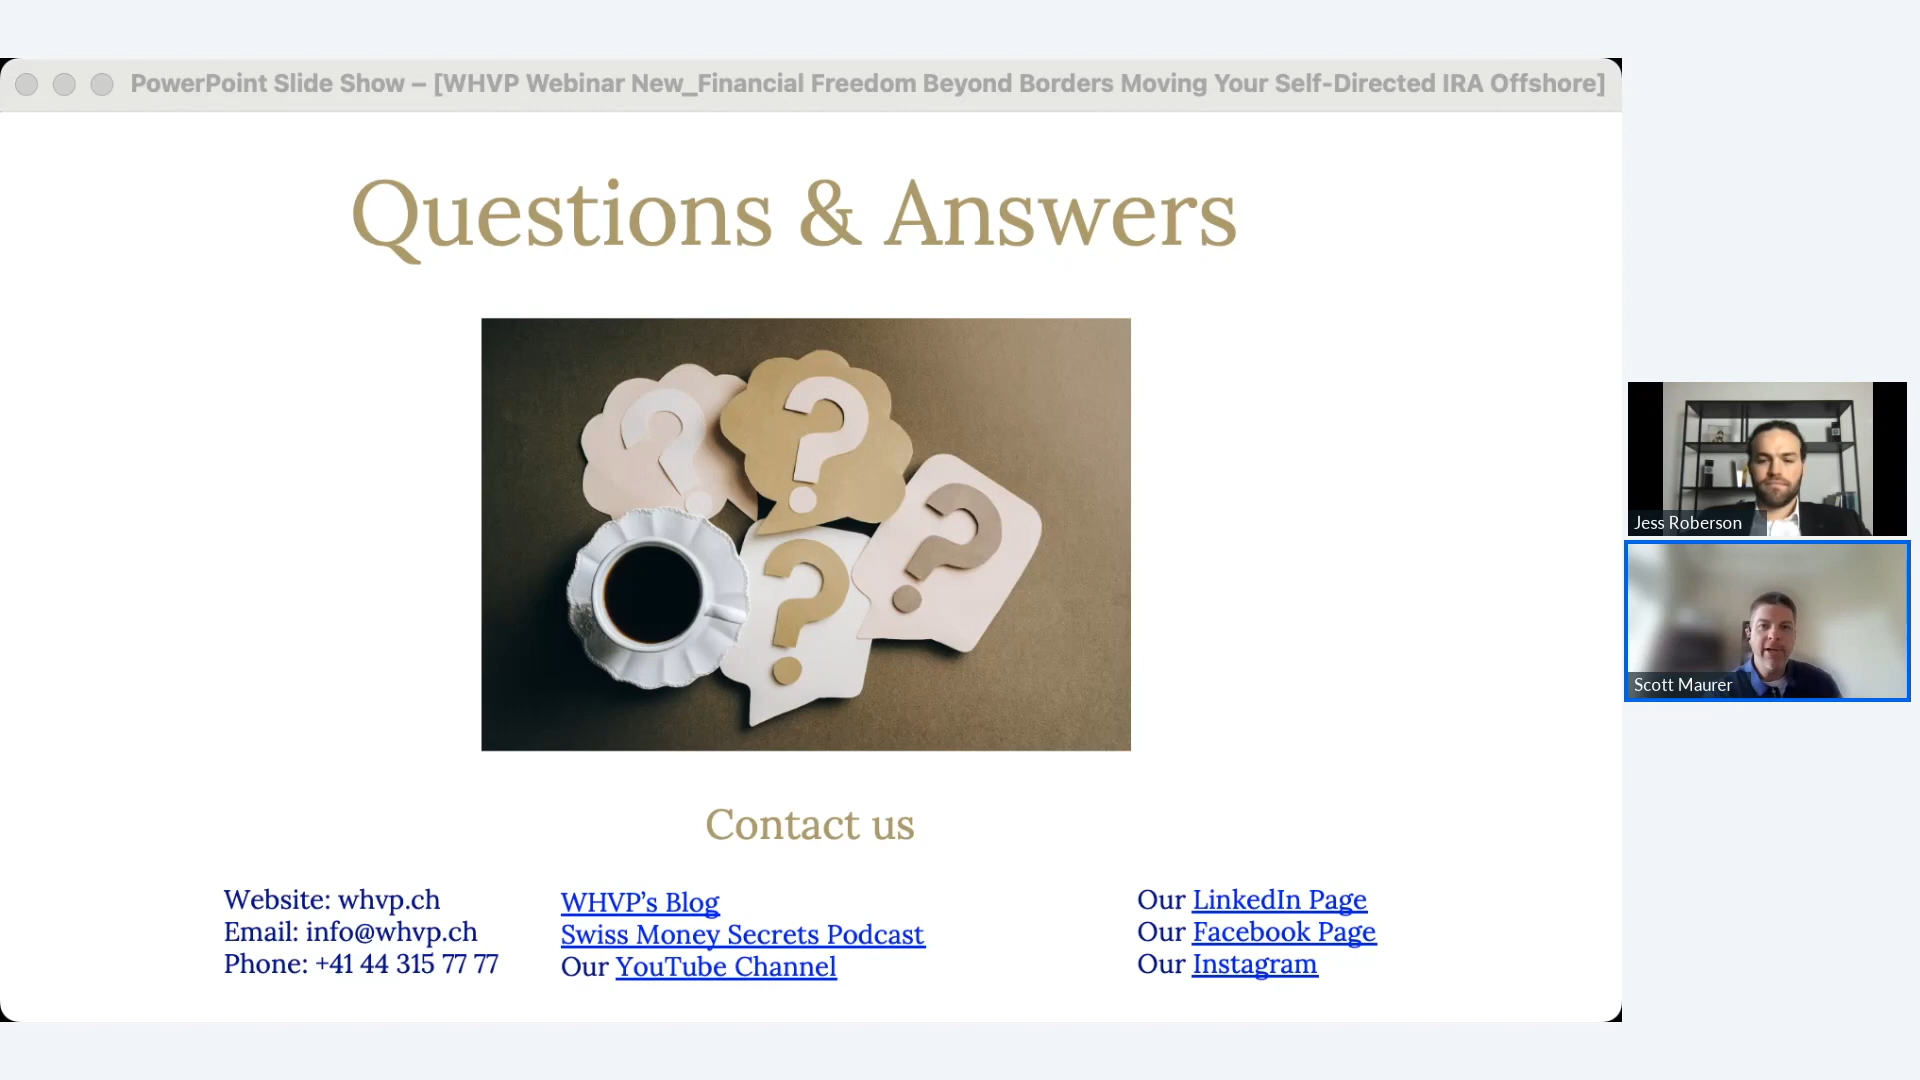 PowerPoint Slide Show – [WHVP Webinar New_Financial Freedom Beyond Borders Moving Your Self-Directed IRA Offshore]
Questions & Answers
? ? ? ?
Contact us
Website: whvp.ch
Email: info@whvp.ch
Phone: +41 44 315 77 77
WHVP’s Blog
Swiss Money Secrets Podcast
Our YouTube Channel
Our LinkedIn Page
Our Facebook Page
Our Instagram
Jess Roberson
Scott Maurer